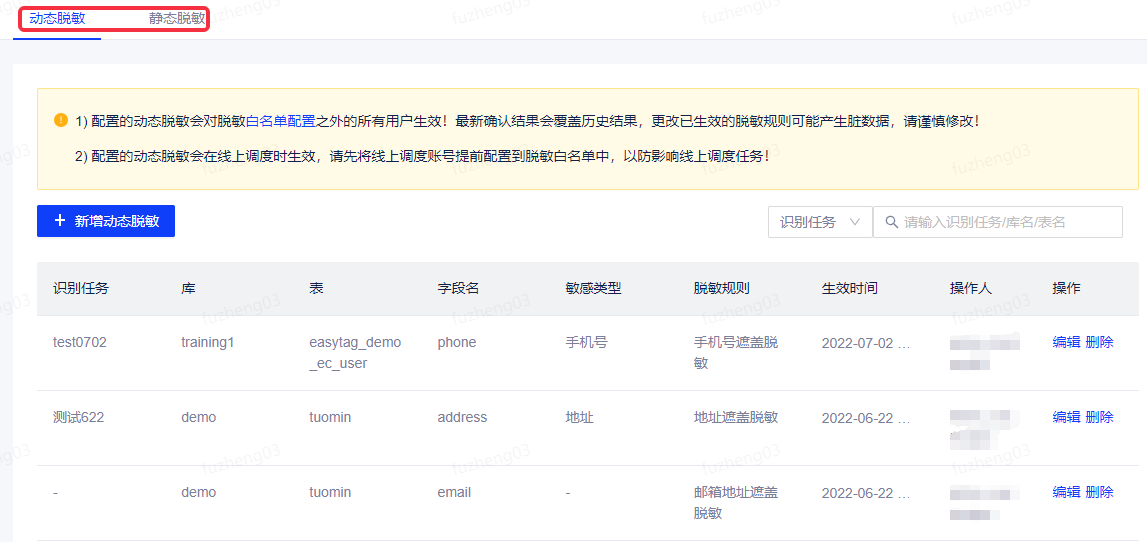 动态脱敏 静态脱敏
1) 配置的动态脱敏会对脱敏白名单配置之外的所有用户生效！最新确认结果会覆盖历史结果，更改已生效的脱敏规则可能产生脏数据，请谨慎修改！
2) 配置的动态脱敏会在线上调度时生效，请先将线上调度账号提前配置到脱敏白名单中，以防影响线上调度任务！
+ 新增动态脱敏 识别任务 请输入识别任务/库名/表名
识别任务 库 表 字段名 敏感类型 脱敏规则 生效时间 操作人 操作
test0702 training1 easytag_demo phone 手机号 手机号遮盖脱 2022-07-02 ... 编辑 删除
_ec_user 敏
测试622 demo tuomin address 地址 地址遮盖脱敏 2022-06-22 ... 编辑 删除
- demo tuomin email - 邮箱地址遮盖 2022-06-22 ... 编辑 删除
脱敏
fuzheng03